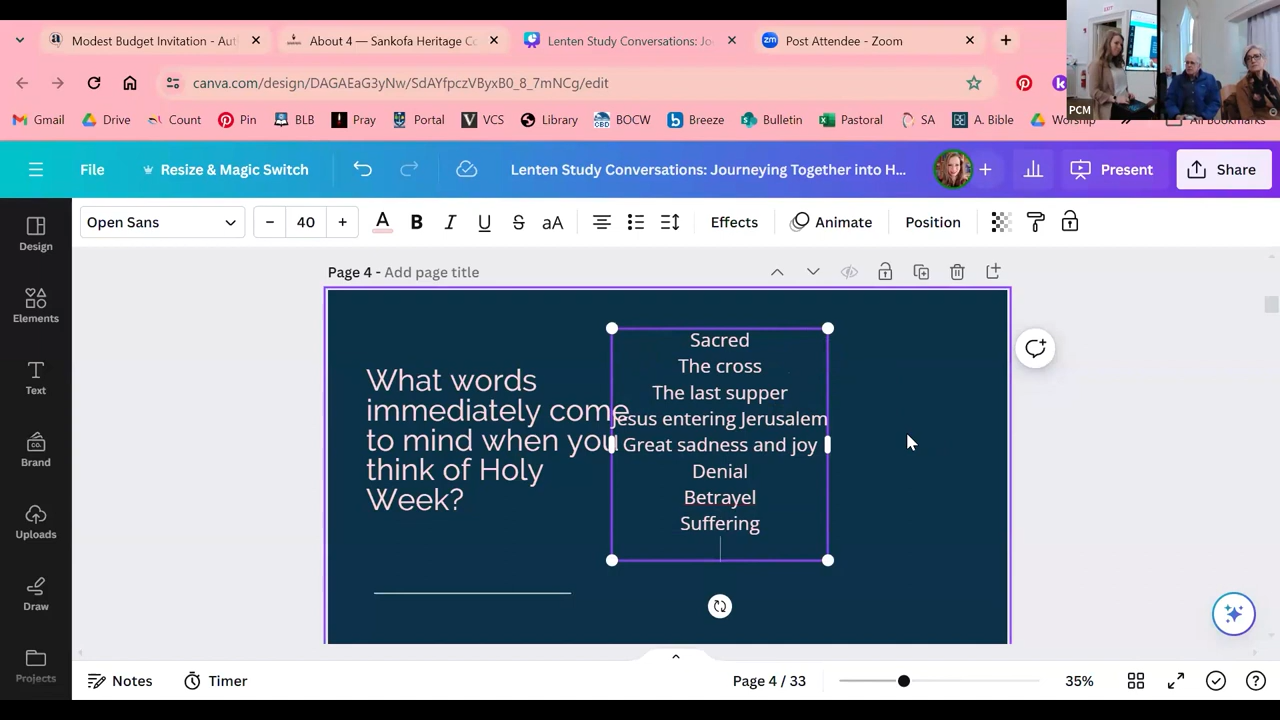 Modest Budget Invitation - Aut
About 4 — Sankofa Heritage Co
Lenten Study Conversations: Jo
zm Post Attendee - Zoom
canva.com/design/DAGAEaG3yNw/SdAYfpczVByxB0_8_7mNCg/edit
PCM
Gmail Drive Count Pin BLB Pray Portal VCS Library BOCW Breeze Bulletin Pastoral SA A. Bible Worship All Bookmarks
File Resize & Magic Switch Lenten Study Conversations: Journeying Together into H... Present Share
Open Sans - 40 + A B I U S aA Effects Animate Position
Design
Elements
Text
Brand
Uploads
Draw
Projects
Page 4 - Add page title
What words
immediately come
to mind when you
think of Holy
Week?
Sacred
The cross
The last supper
Jesus entering Jerusalem
Great sadness and joy
Denial
Betrayel
Suffering
Notes Timer Page 4 / 33 35%